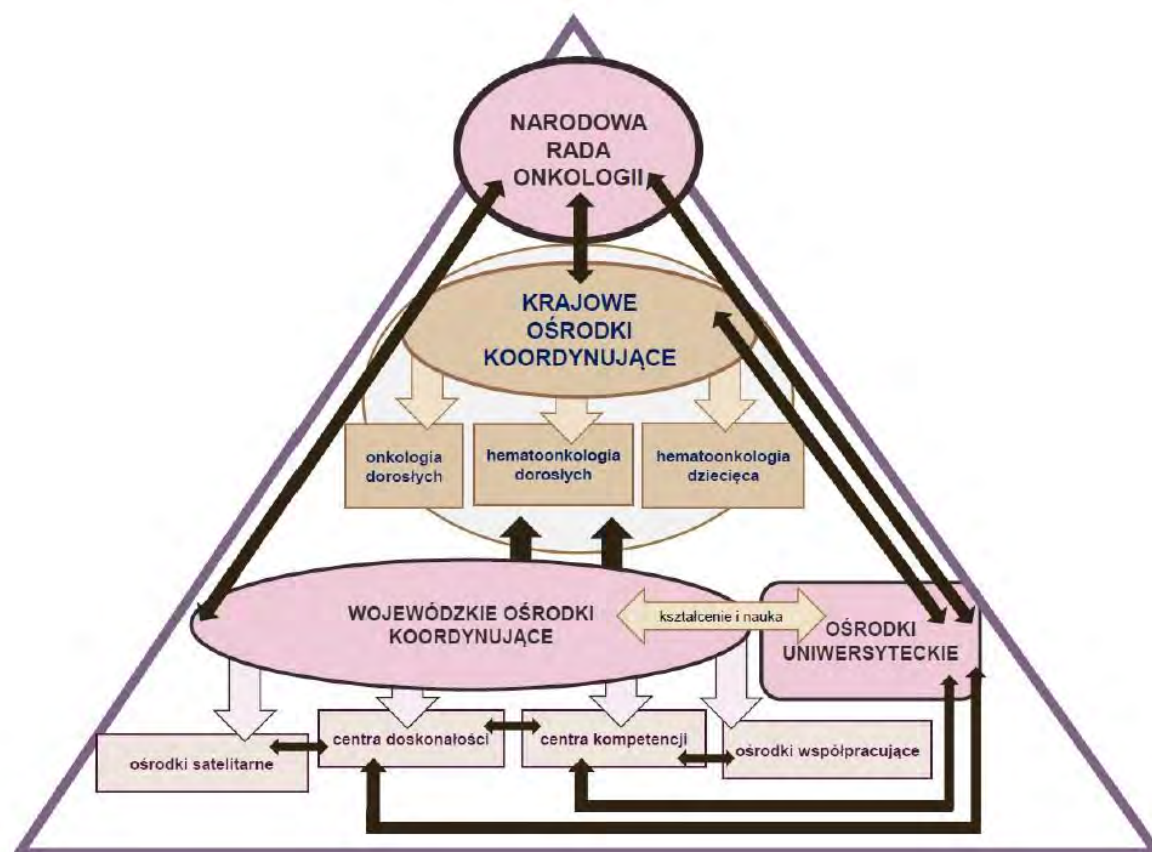 NARODOWA
RADA
ONKOLOGII
KRAJOWE
OŚRODKI
KOORDYNUJĄCE
onkologia
dorosłych
hematoonkologia
dorosłych
hematoonkologia
dziecięca
WOJEWÓDZKIE OŚRODKI
KOORDYNUJĄCE
kształcenie i nauka
OŚRODKI
UNIWERSYTECKIE
ośrodki satelitarne
centra doskonałości
centra kompetencji
ośrodki współpracujące